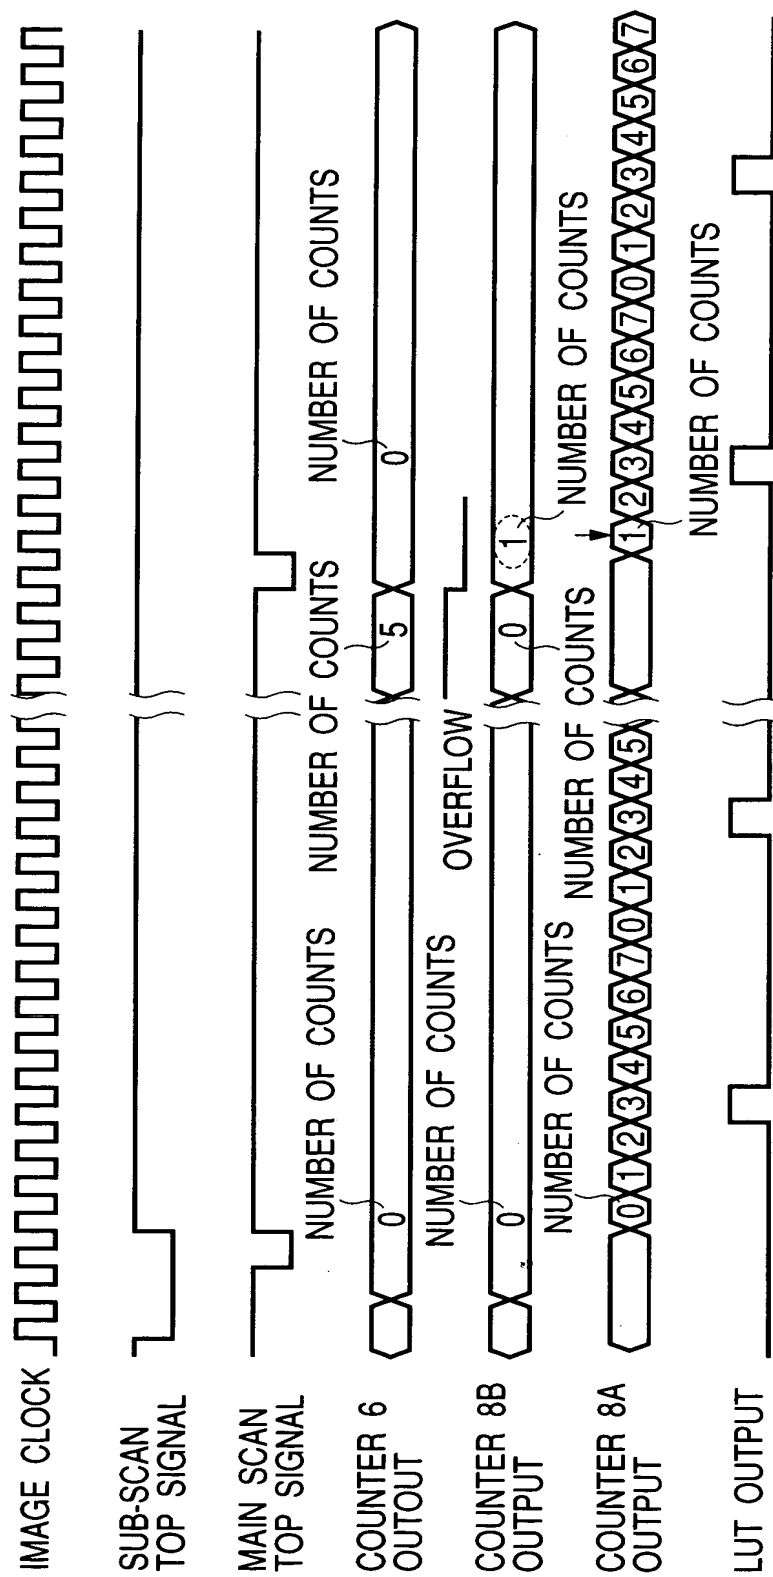 IMAGE CLOCK
SUB-SCAN
TOP SIGNAL
MAIN SCAN
TOP SIGNAL
NUMBER OF COUNTS
NUMBER OF COUNTS
NUMBER OF COUNTS
COUNTER 6
OUTOUT
0
5
0
NUMBER OF COUNTS
OVERFLOW
COUNTER 8B
OUTPUT
0
0
1
NUMBER OF COUNTS
NUMBER OF COUNTS
NUMBER OF COUNTS
COUNTER 8A
OUTPUT
0 1 2 3 4 5 6 7 0 1 2 3 4 5
1 2 3 4 5 6 7 0 1 2 3 4 5 6 7
NUMBER OF COUNTS
LUT OUTPUT